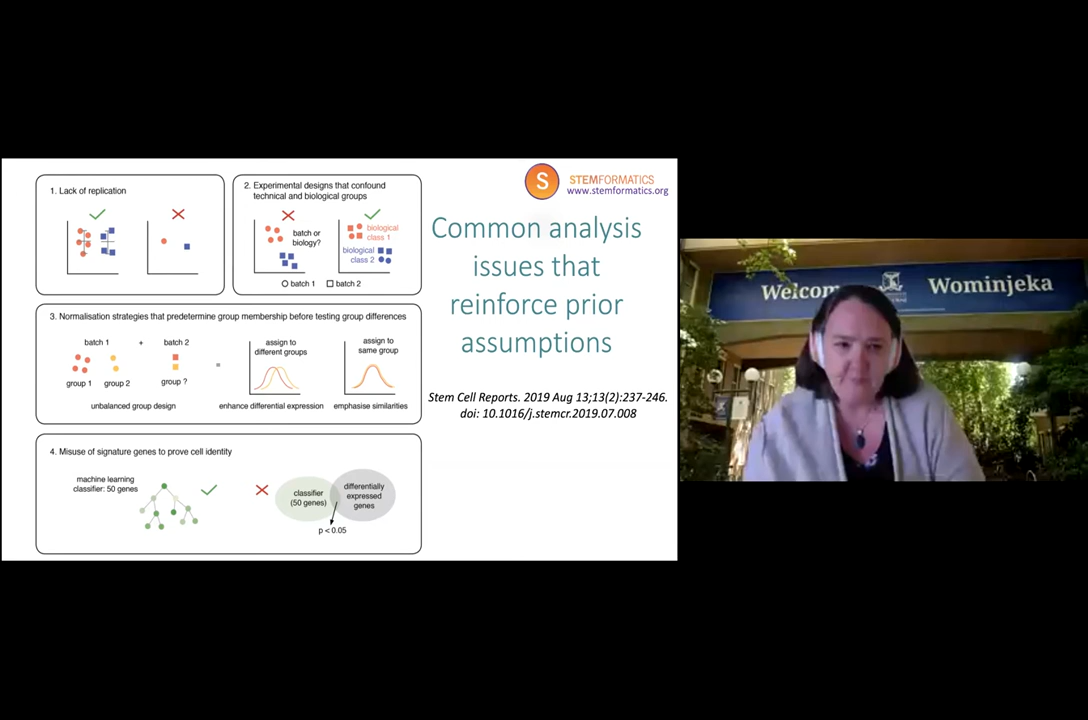 1. Lack of replication
2. Experimental designs that confound
technical and biological groups
batch or
biology?
biological
class 1
biological
class 2
batch 1
batch 2
3. Normalisation strategies that predetermine group membership before testing group differences
batch 1
+
batch 2
group 1
group 2
group ?
=
assign to
different groups
assign to
same group
unbalanced group design
enhance differential expression
emphasise similarities
4. Misuse of signature genes to prove cell identity
machine learning
classifier: 50 genes
classifier
(50 genes)
differentially
expressed
genes
p < 0.05
S
STEMFORMATICS
www.stemformatics.org
Common analysis
issues that
reinforce prior
assumptions
Stem Cell Reports. 2019 Aug 13;13(2):237-246.
doi: 10.1016/j.stemcr.2019.07.008
Wominjeka